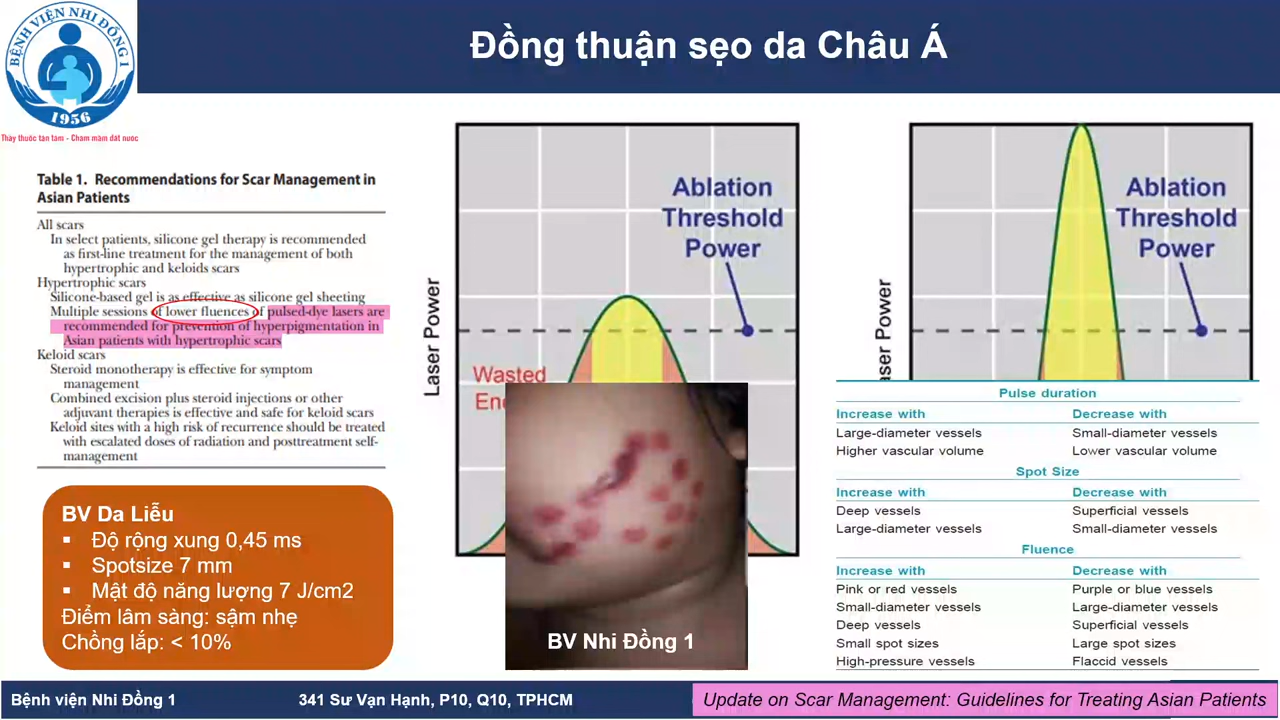 BỆNH VIỆN NHI ĐỒNG 1
1956
Thầy thuốc tận tâm - Chăm mầm đất nước
Đồng thuận sẹo da Châu Á
Table 1. Recommendations for Scar Management in
Asian Patients
All scars
In select patients, silicone gel therapy is recommended
as first-line treatment for the management of both
hypertrophic and keloids scars
Hypertrophic scars
Silicone-based gel is as effective as silicone gel sheeting
Multiple sessions of lower fluences of pulsed-dye lasers are
recommended for prevention of hyperpigmentation in
Asian patients with hypertrophic scars
Keloid scars
Steroid monotherapy is effective for symptom
management
Combined excision plus steroid injections or other
adjuvant therapies is effective and safe for keloid scars
Keloid sites with a high risk of recurrence should be treated
with escalated doses of radiation and posttreatment self-
management
BV Da Liễu
▪ Độ rộng xung 0,45 ms
▪ Spotsize 7 mm
▪ Mật độ năng lượng 7 J/cm2
Điểm lâm sàng: sậm nhẹ
Chồng lắp: < 10%
Laser Power
Ablation
Threshold
Power
Wasted
BV Nhi Đồng 1
Power
Ablation
Threshold
Power
Pulse duration
Increase with Decrease with
Large-diameter vessels Small-diameter vessels
Higher vascular volume Lower vascular volume
Spot Size
Increase with Decrease with
Deep vessels Superficial vessels
Large-diameter vessels Small-diameter vessels
Fluence
Increase with Decrease with
Pink or red vessels Purple or blue vessels
Small-diameter vessels Large-diameter vessels
Deep vessels Superficial vessels
Small spot sizes Large spot sizes
High-pressure vessels Flaccid vessels
Bệnh viện Nhi Đồng 1
341 Sư Vạn Hạnh, P10, Q10, TPHCM
Update on Scar Management: Guidelines for Treating Asian Patients